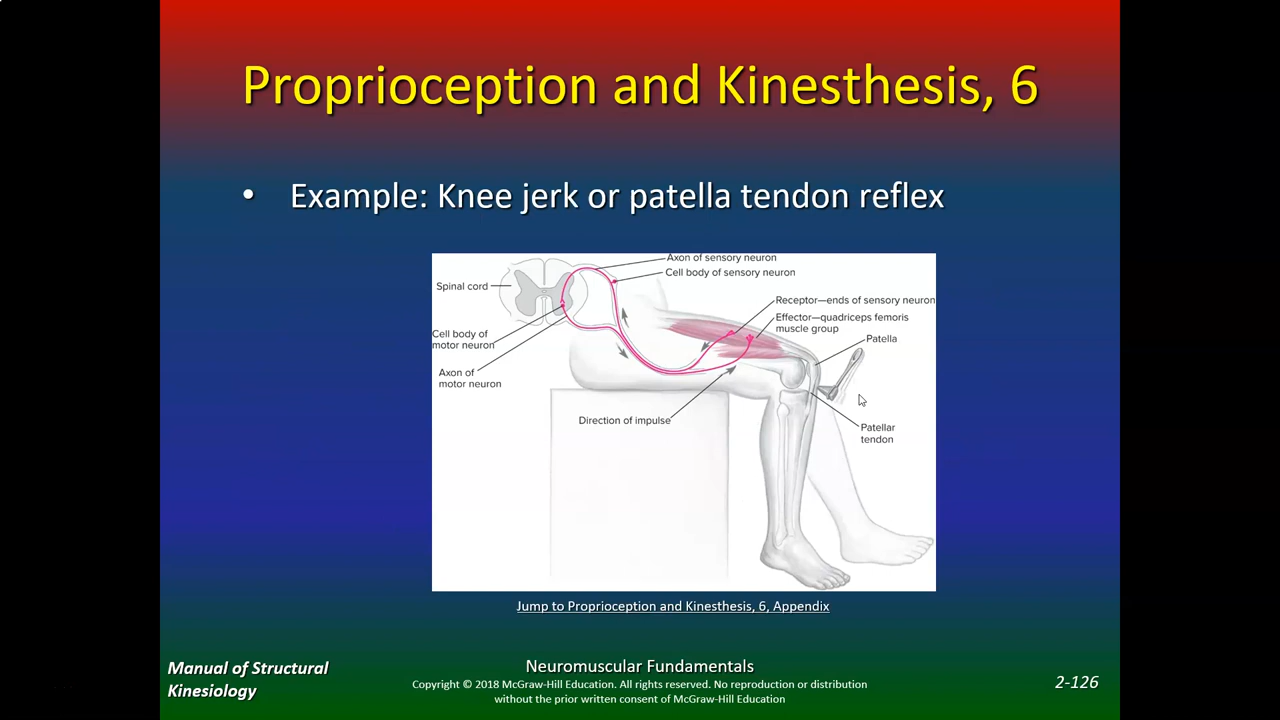 Proprioception and Kinesthesis, 6
• Example: Knee jerk or patella tendon reflex
Axon of sensory neuron
Cell body of sensory neuron
Spinal cord
Receptor—ends of sensory neuron
Effector—quadriceps femoris
muscle group
Cell body of
motor neuron
Patella
Axon of
motor neuron
Direction of impulse
Patellar
tendon
Jump to Proprioception and Kinesthesis, 6, Appendix
Manual of Structural
Kinesiology
Neuromuscular Fundamentals
Copyright © 2018 McGraw-Hill Education. All rights reserved. No reproduction or distribution
without the prior written consent of McGraw-Hill Education
2-126